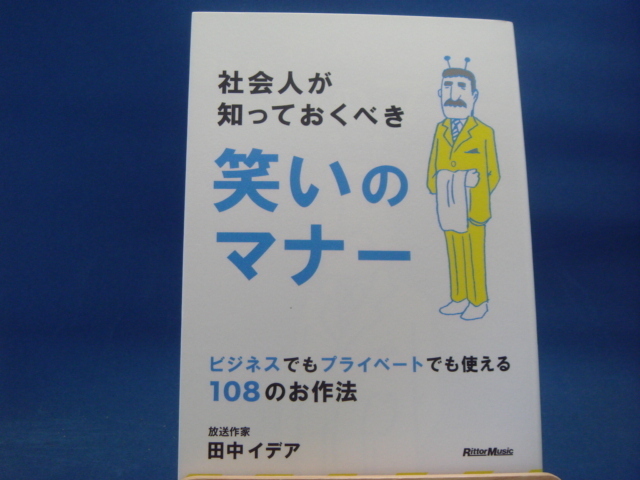 社会人が
知っておくべき
笑いの
マナー
ビジネスでもプライベートでも使える
108のお作法
放送作家
田中イデア
RittorMusic